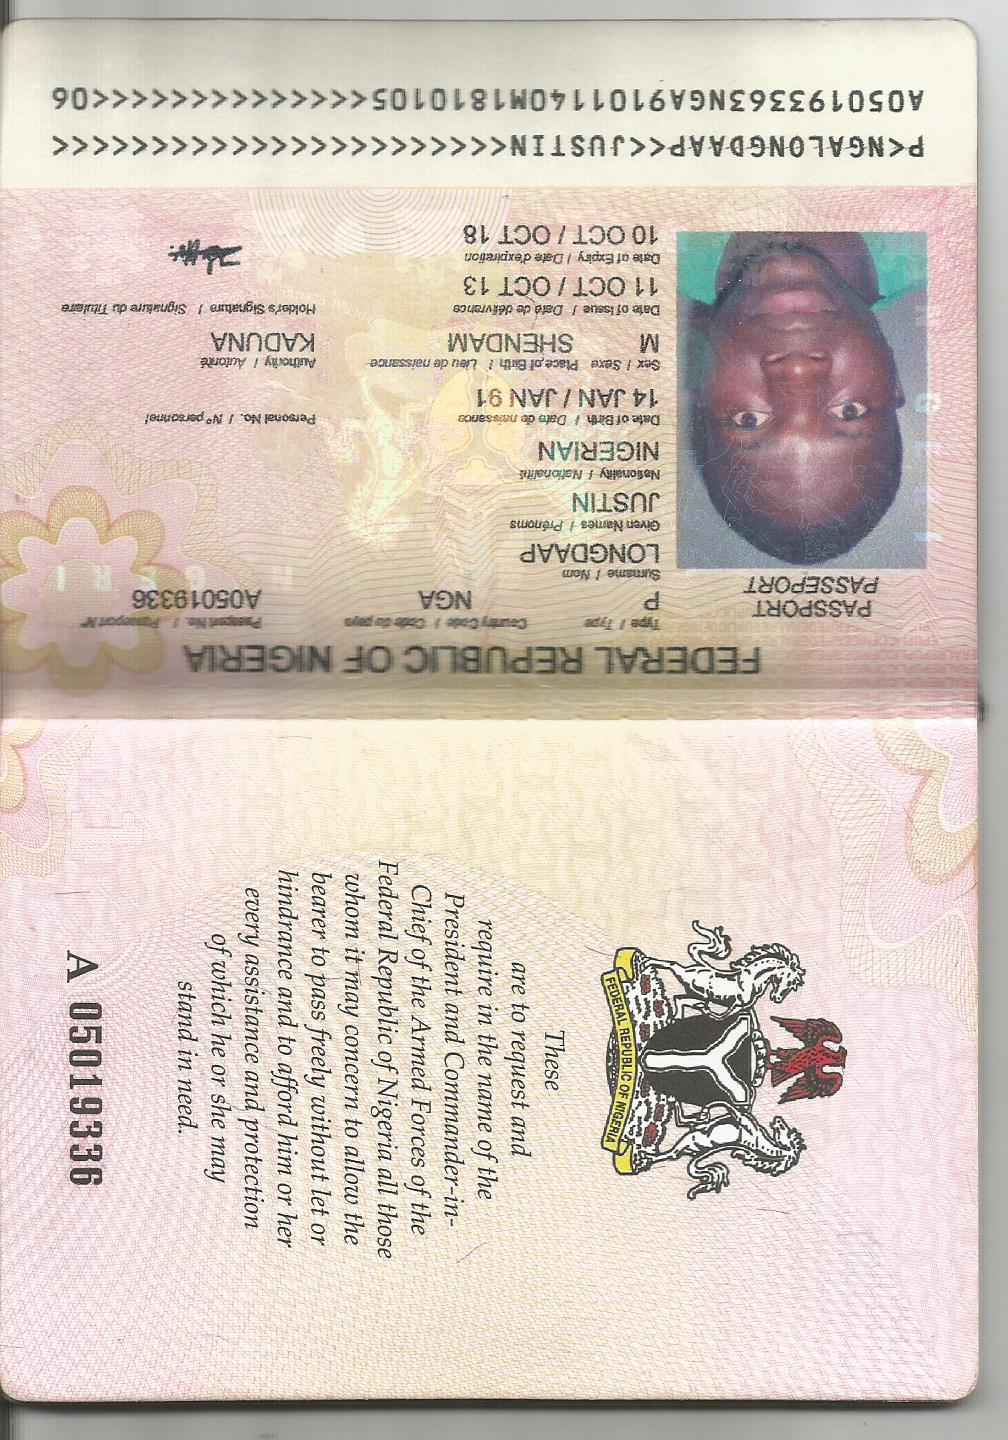 FEDERAL REPUBLIC OF NIGERIA
PASSPORT
PASSEPORT
Type / Type
Country Code / Code du pays
Passport No. / Passeport N°
P
NGA
A05019336
Surname / Nom
LONGDAAP
Given Names / Prénoms
JUSTIN
Nationality / Nationalité
NIGERIAN
Date of Birth / Date de naissance
Personal No. / N° personnel
14 JAN / JAN 91
Sex / Sexe
Place of Birth / Lieu de naissance
Authority / Autorité
M
SHENDAM
KADUNA
Date of Issue / Date de délivrance
Holder's Signature / Signature du Titulaire
11 OCT / OCT 13
Date of Expiry / Date d'expiration
10 OCT / OCT 18
P<NGALONGDAAP<<JUSTIN<<<<<<<<<<<<<<<<<<<<<<<
A050193363NGA9101140M1810105<<<<<<<<<<<<<<06
FEDERAL REPUBLIC OF NIGERIA
These
are to request and
require in the name of the
President and Commander-in-
Chief of the Armed Forces of the
Federal Republic of Nigeria all those
whom it may concern to allow the
bearer to pass freely without let or
hindrance and to afford him or her
every assistance and protection
of which he or she may
stand in need.
A 05019336